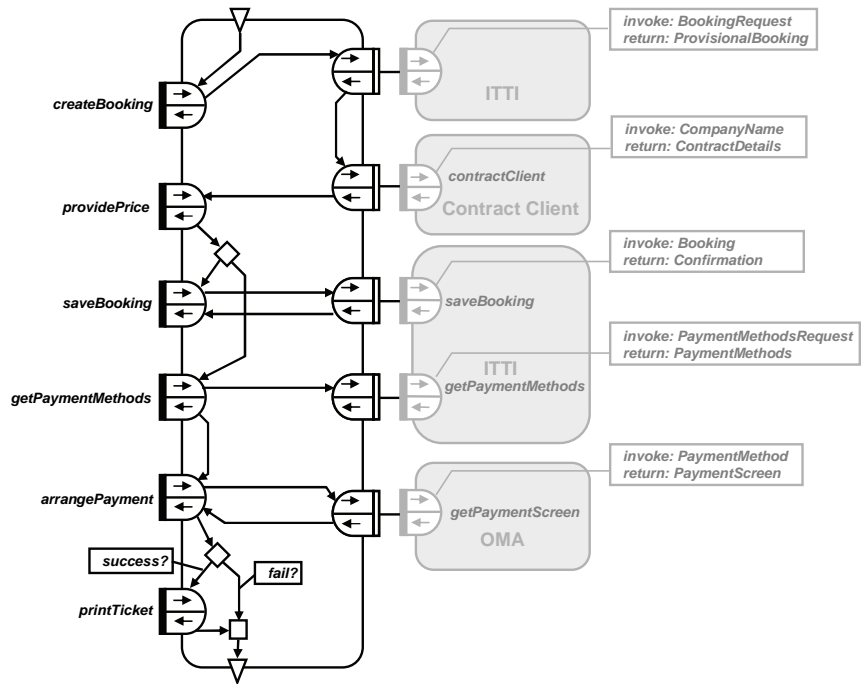 invoke: BookingRequest
return: ProvisionalBooking
ITTI
createBooking
invoke: CompanyName
return: ContractDetails
contractClient
Contract Client
providePrice
invoke: Booking
return: Confirmation
saveBooking
saveBooking
invoke: PaymentMethodsRequest
return: PaymentMethods
ITTI
getPaymentMethods
getPaymentMethods
invoke: PaymentMethod
return: PaymentScreen
arrangePayment
getPaymentScreen
OMA
success?
fail?
printTicket